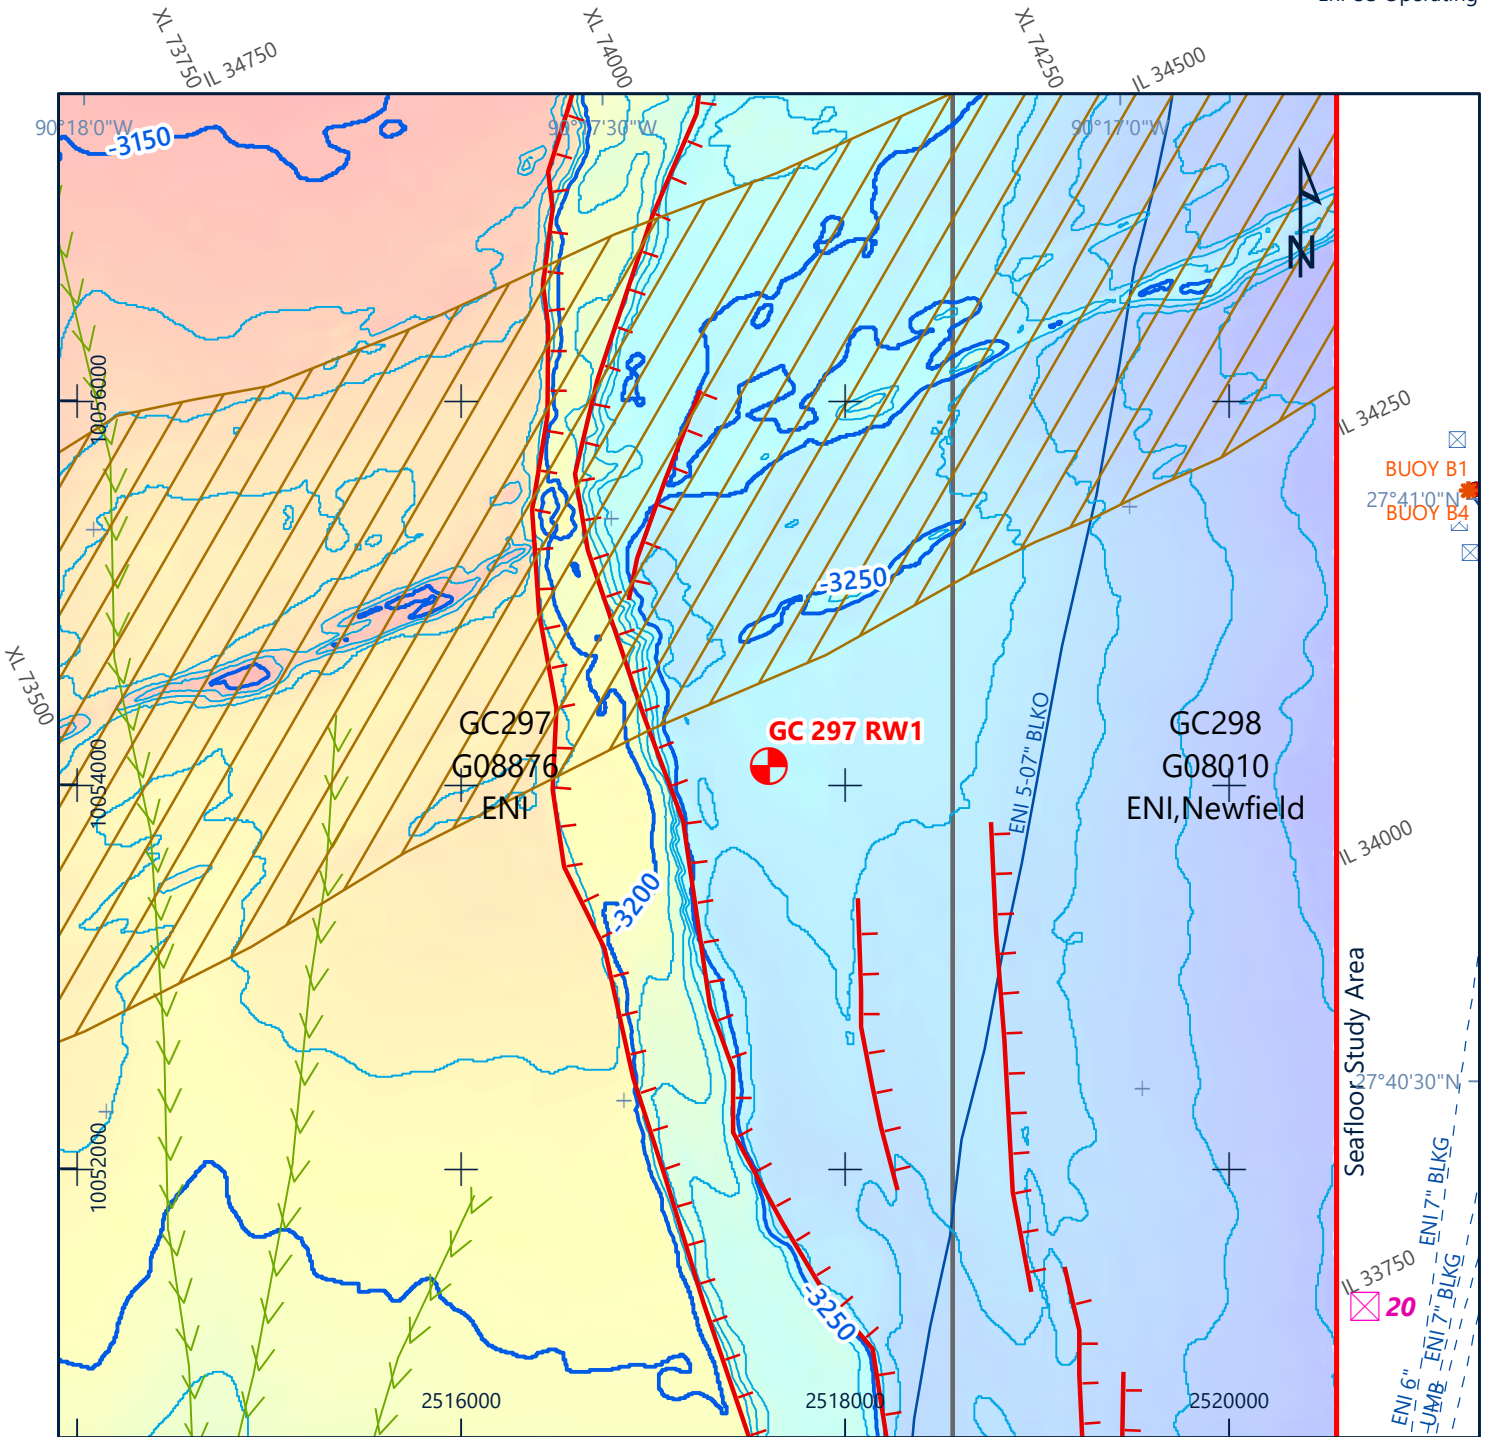 XL 73750
IL 34750
XL 74000
XL 74250
IL 34500
90°18'0"W
90°17'30"W
90°17'0"W
-3150
N
10056000
IL 34250
BUOY B1
27°41'0"N
BUOY B4
-3250
XL 73500
GC297
G08876
ENI
GC 297 RW1
ENI 5-07" BLKO
GC298
G08010
ENI,Newfield
10054000
IL 34000
-3200
Seafloor Study Area
27°40'30"N
10052000
ENI 7" BLKG
IL 33750
20
-3250
ENI 7" BLKG
ENI 6"
UMB
2516000
2518000
2520000